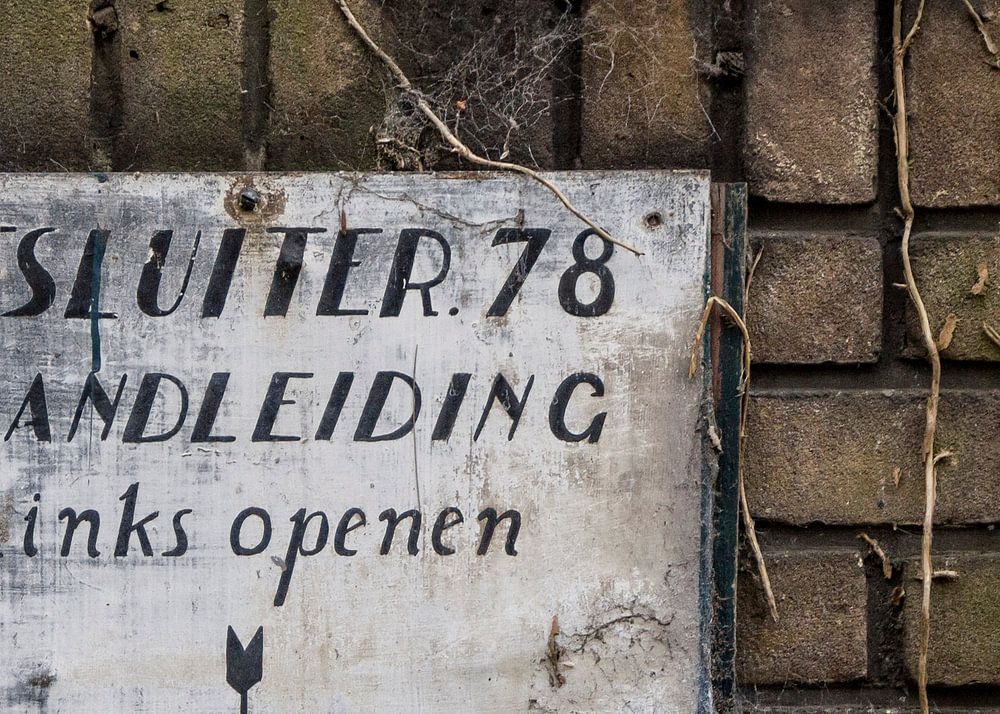 SLUITER. 78
ANDLEIDING
inks openen